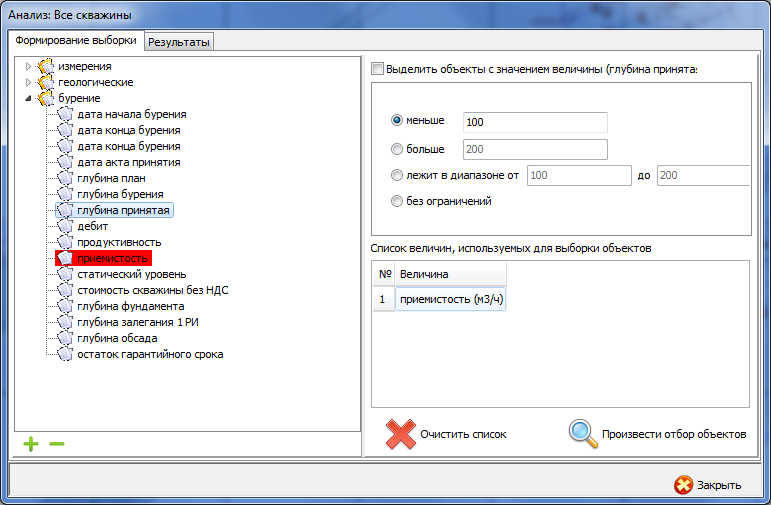 Анализ: Все скважины
Формирование выборки
Результаты
измерения
геологические
бурение
дата начала бурения
дата конца бурения
дата конца бурения
дата акта принятия
глубина план
глубина бурения
глубина принятая
дебит
продуктивность
приемистость
статический уровень
стоимость скважины без НДС
глубина фундамента
глубина залегания 1 РИ
глубина обсада
остаток гарантийного срока
Выделить объекты с значением величины (глубина принята
меньше 100
больше 200
лежит в диапазоне от 100 до 200
без ограничений
Список величин, используемых для выборки объектов
№ Величина
1 приемистость (м3/ч)
Очистить список
Произвести отбор объектов
Закрыть